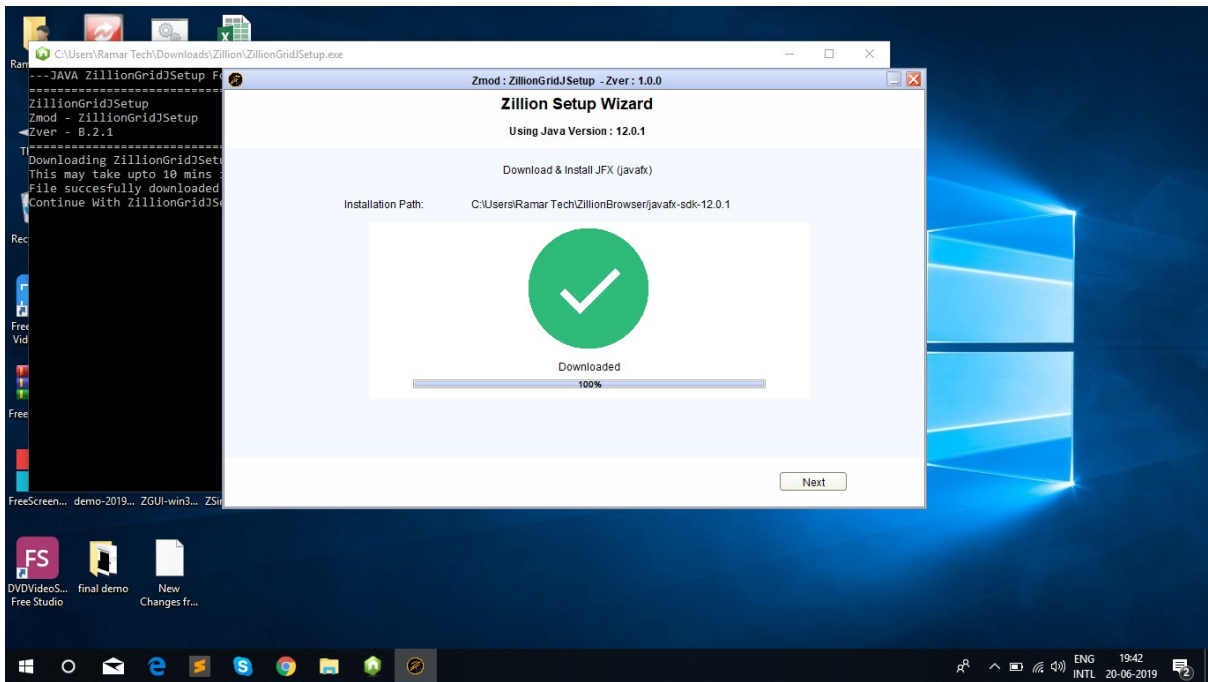 C:\Users\Ramar Tech\Downloads\Zillion\ZillionGridJSetup.exe
---JAVA ZillionGridJSetup
ZillionGridJSetup
Zmod - ZillionGridJSetup
Zver - B.2.1
Downloading
This may take upto 10 mins
File succesfully downloaded
Continue With
Zmod : ZillionGridJSetup - Zver : 1.0.0
Zillion Setup Wizard
Using Java Version : 12.0.1
Download & Install JFX (javafx)
Installation Path: C:\Users\Ramar Tech\ZillionBrowser/javafx-sdk-12.0.1
Downloaded
100%
Next
FreeScreen... demo-2019... ZGUI-win3...
FS
DVDVideoS... final demo New
Free Studio Changes fr...
ENG 19:42
INTL 20-06-2019
2